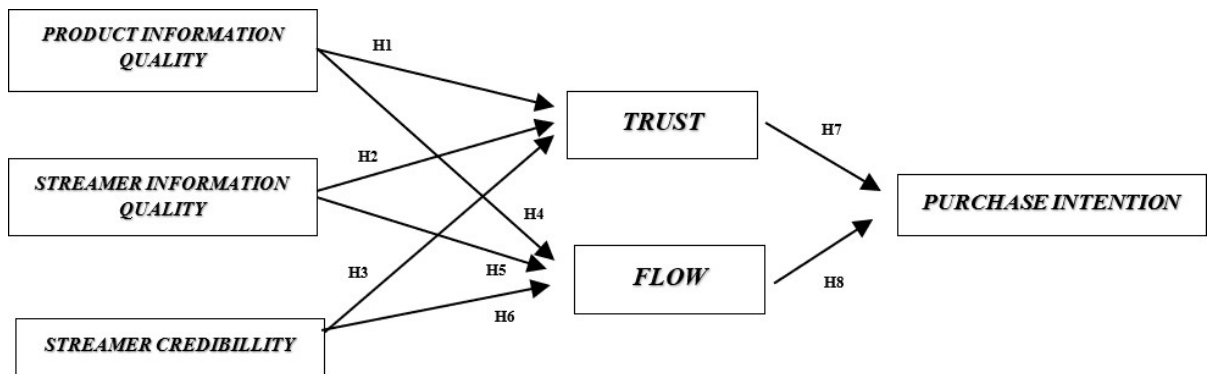 PRODUCT INFORMATION
QUALITY
H1
TRUST
H7
H2
STREAMER INFORMATION
QUALITY
PURCHASE INTENTION
H4
H3
H5
FLOW
H8
H6
STREAMER CREDIBILLITY